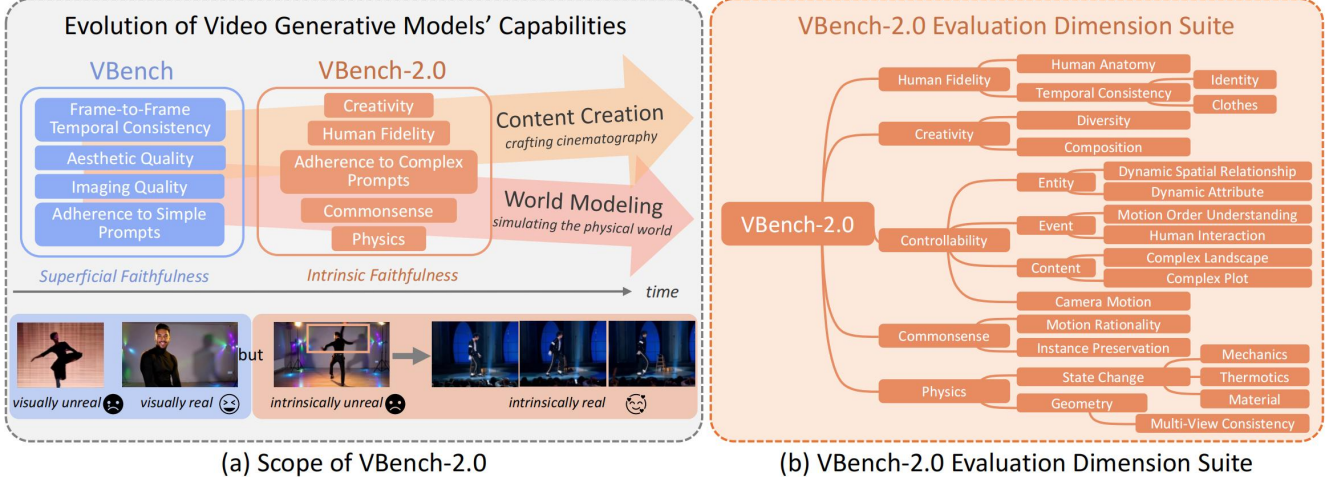 Evolution of Video Generative Models' Capabilities
VBench
Frame-to-Frame
Temporal Consistency
Aesthetic Quality
Imaging Quality
Adherence to Simple
Prompts
Superficial Faithfulness
VBench-2.0
Creativity
Human Fidelity
Adherence to Complex
Prompts
Commonsense
Physics
Intrinsic Faithfulness
Content Creation
crafting cinematography
World Modeling
simulating the physical world
time
visually unreal
visually real
but
intrinsically unreal
intrinsically real
(a) Scope of VBench-2.0
VBench-2.0 Evaluation Dimension Suite
VBench-2.0
Human Fidelity
Human Anatomy
Temporal Consistency
Identity
Clothes
Creativity
Diversity
Composition
Controllability
Entity
Dynamic Spatial Relationship
Dynamic Attribute
Event
Motion Order Understanding
Human Interaction
Content
Complex Landscape
Complex Plot
Camera Motion
Commonsense
Motion Rationality
Instance Preservation
Physics
State Change
Mechanics
Thermotics
Material
Geometry
Multi-View Consistency
(b) VBench-2.0 Evaluation Dimension Suite